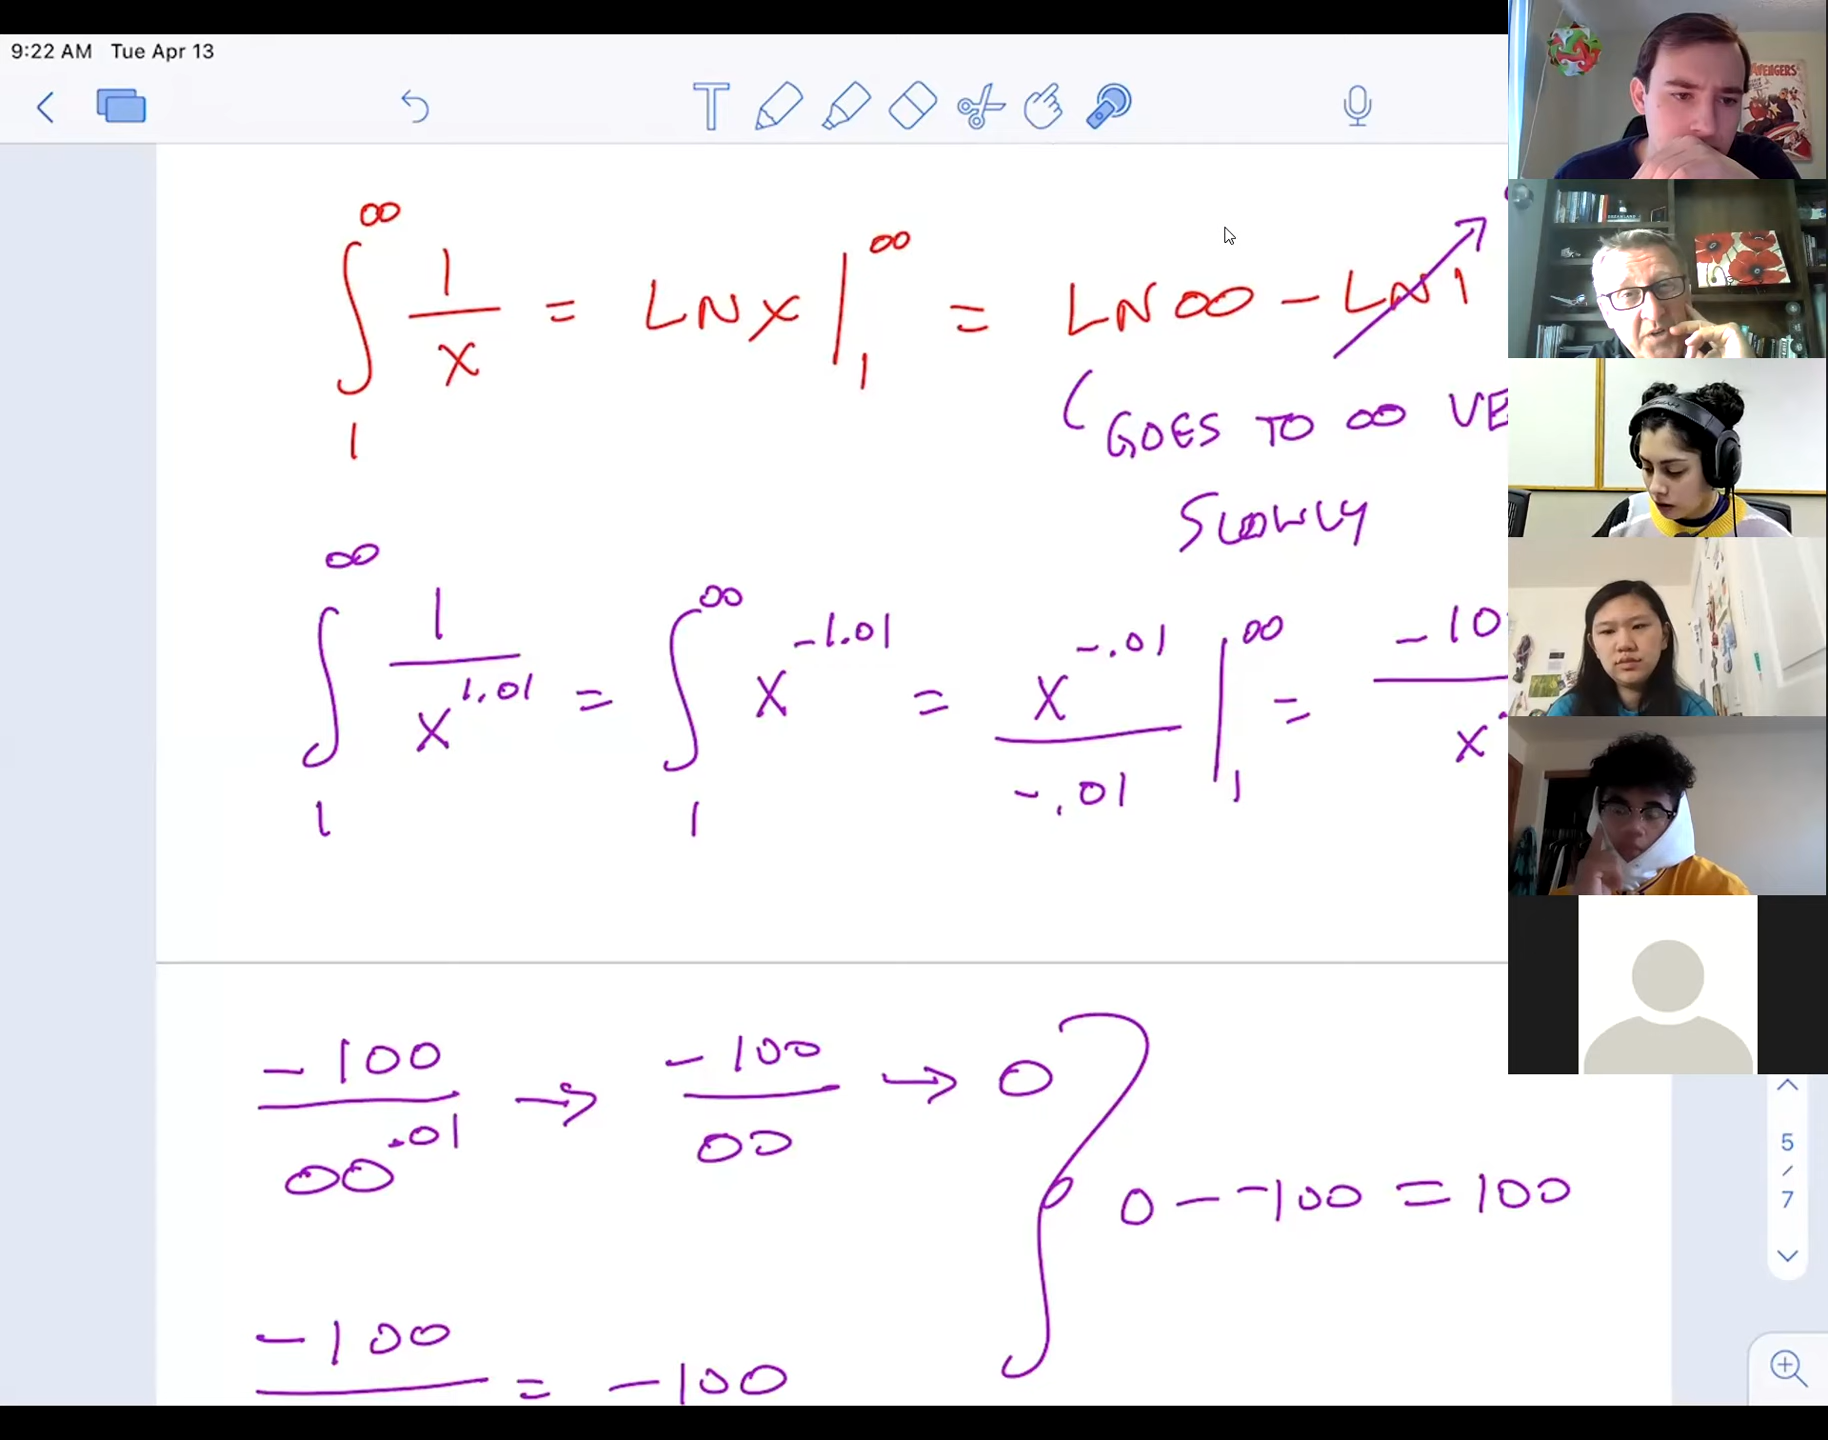 9:22 AM Tue Apr 13
∫₁^∞ 1/x = LN x |₁^∞ = LN ∞ − LN 1
( GOES TO ∞ VE
SLOWLY
∫₁^∞ 1/x^1.01 = ∫₁^∞ x^-1.01 = x^-.01/-.01 |₁^∞ = -10 / x
-100/∞^.01 → -100/∞ → 0
0 - -100 = 100
-100 = -100
5
/
7
AVENGERS